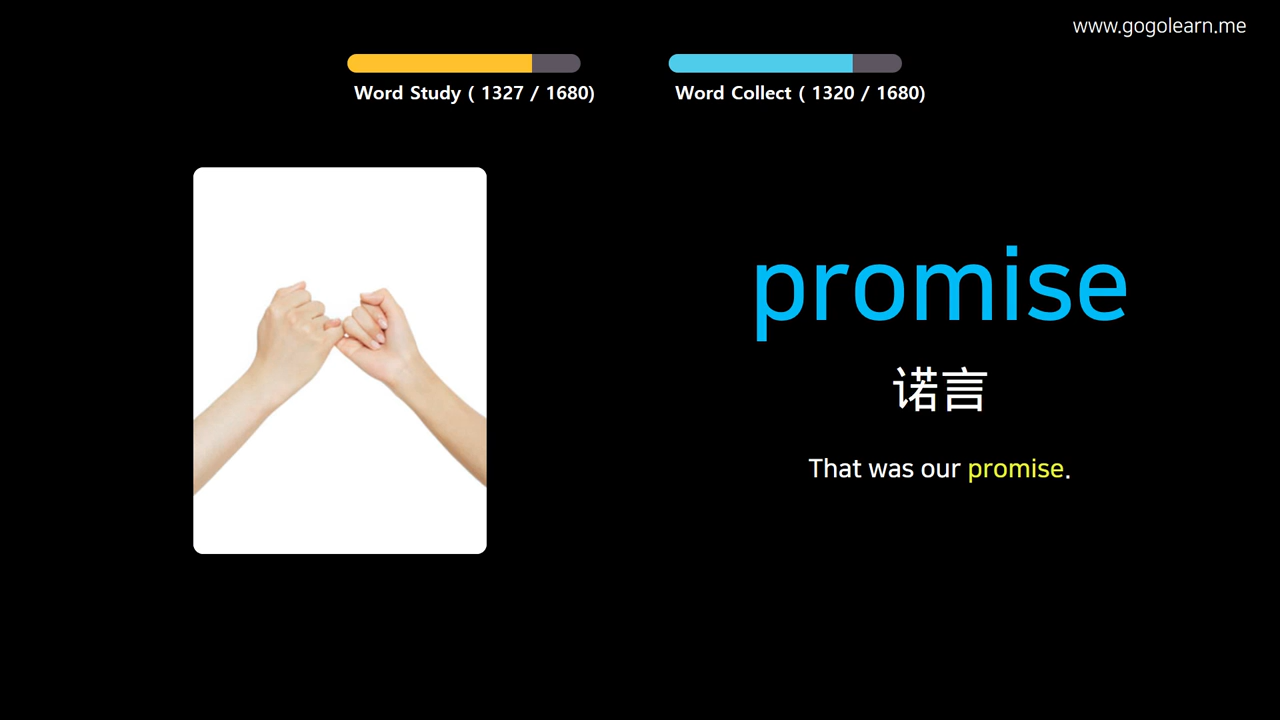 www.gogolearn.me
Word Study ( 1327 / 1680)
Word Collect ( 1320 / 1680)
promise
诺言
That was our promise.